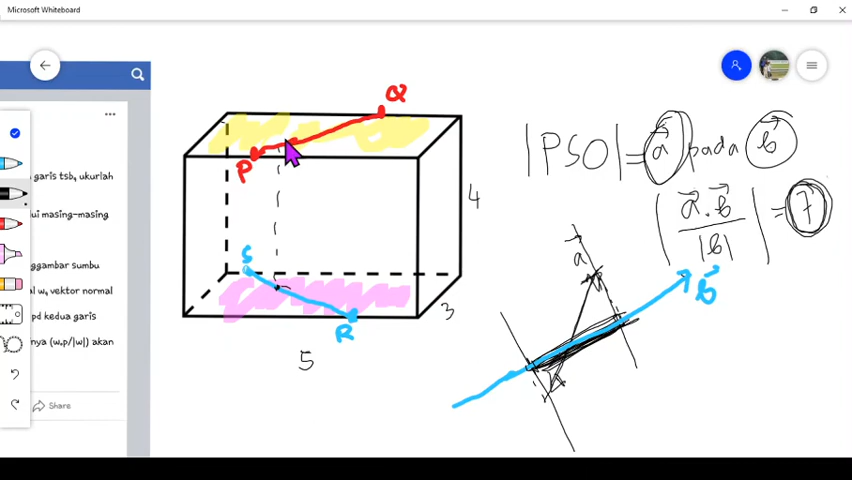 Microsoft Whiteboard
garis tsb, ukurlah
ui masing-masing
ggambar sumbu
al w, vektor normal
pd kedua garis
nya (w,p/|w|) akan
Share
Q
P
S
R
4
3
5
|PSO| = a pada b
|a . b / |b|| = 7
a
b